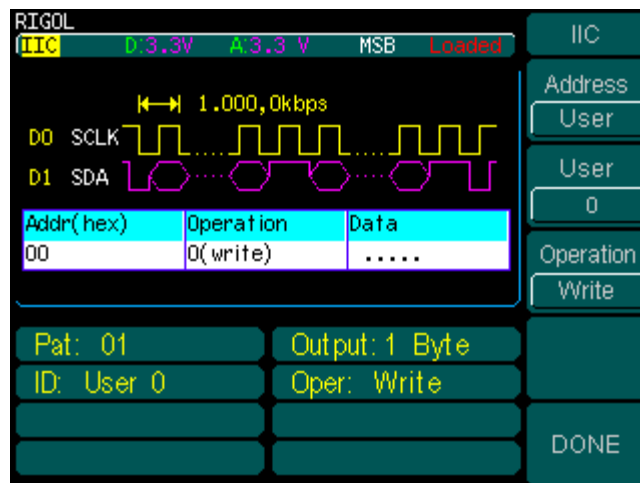 RIGOL
IIC D:3.3V A:3.3 V MSB Loaded
1.000,0kbps
D0 SCLK
D1 SDA
Addr(hex) Operation Data
00 0(write) .....
Pat: 01 Output: 1 Byte
ID: User 0 Oper: Write
IIC
Address
User
User
0
Operation
Write
DONE